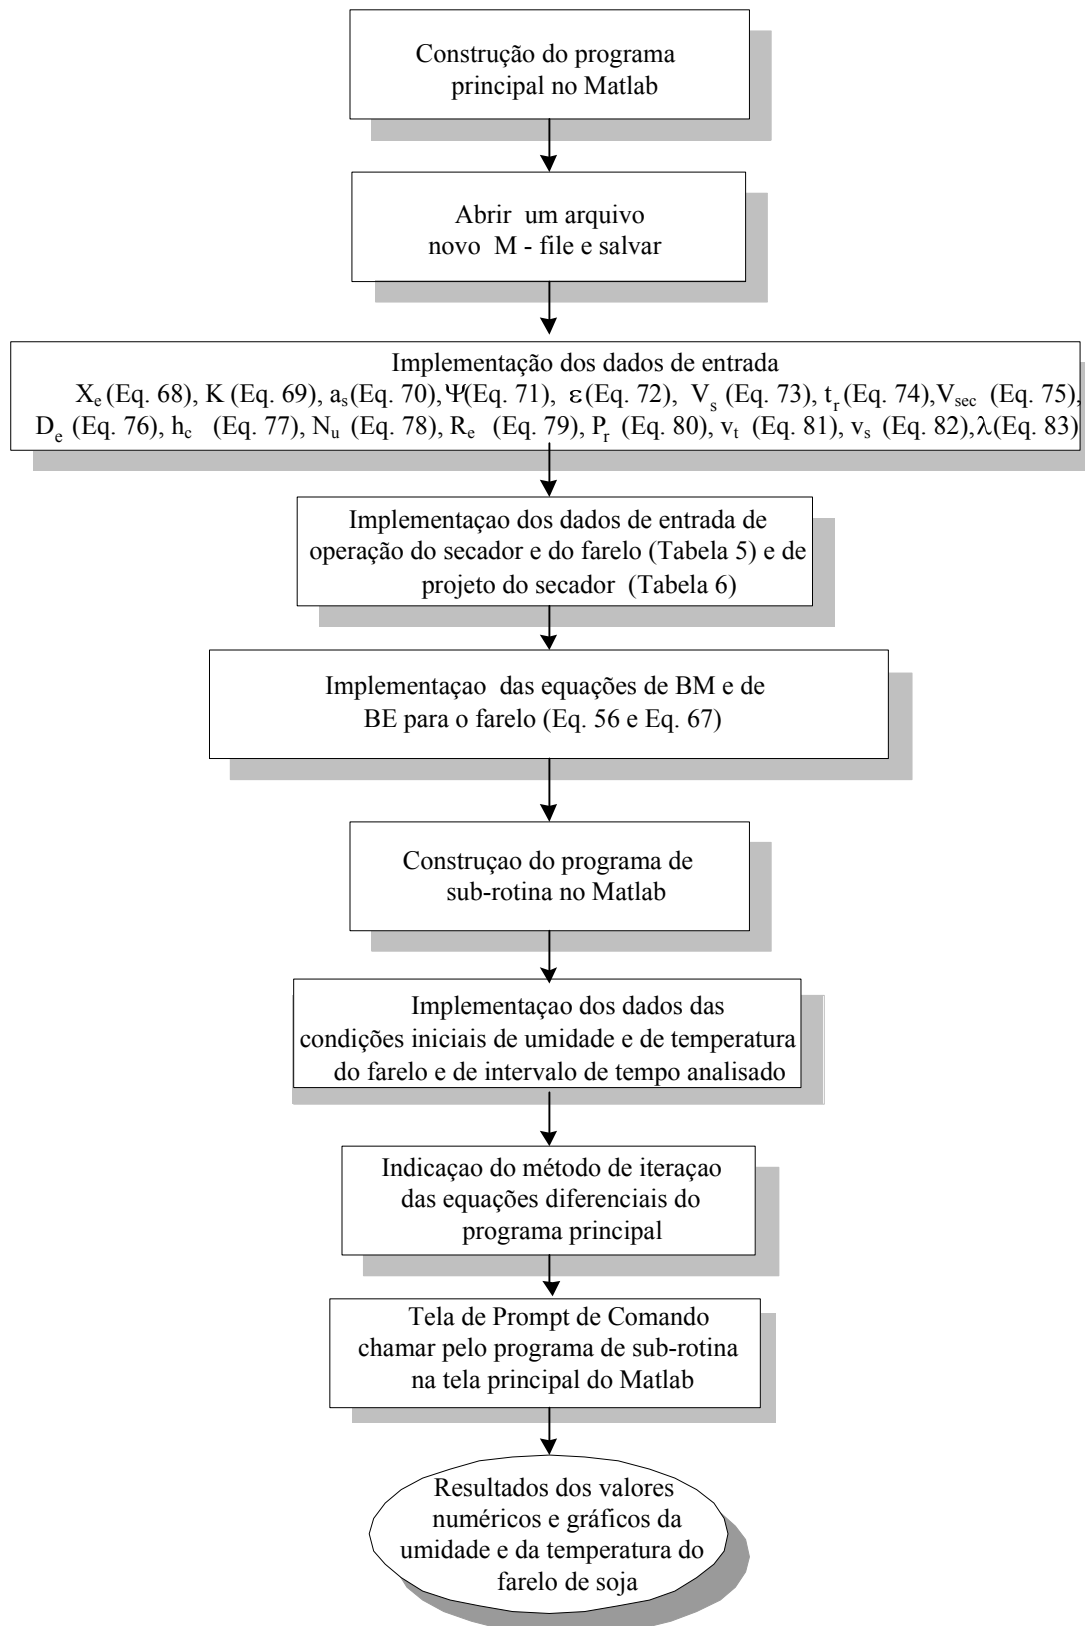 Construção do programa
principal no Matlab
Abrir um arquivo
novo M - file e salvar
Implementação dos dados de entrada
Xe (Eq. 68), K (Eq. 69), as(Eq. 70),Ψ(Eq. 71), ε(Eq. 72), Vs (Eq. 73), tr (Eq. 74),Vsec (Eq. 75),
De (Eq. 76), hc (Eq. 77), Nu (Eq. 78), Re (Eq. 79), Pr (Eq. 80), vt (Eq. 81), vs (Eq. 82),λ(Eq. 83)
Implementaçao dos dados de entrada de
operação do secador e do farelo (Tabela 5) e de
projeto do secador (Tabela 6)
Implementaçao das equações de BM e de
BE para o farelo (Eq. 56 e Eq. 67)
Construçao do programa de
sub-rotina no Matlab
Implementaçao dos dados das
condições iniciais de umidade e de temperatura
do farelo e de intervalo de tempo analisado
Indicaçao do método de iteraçao
das equações diferenciais do
programa principal
Tela de Prompt de Comando
chamar pelo programa de sub-rotina
na tela principal do Matlab
Resultados dos valores
numéricos e gráficos da
umidade e da temperatura do
farelo de soja